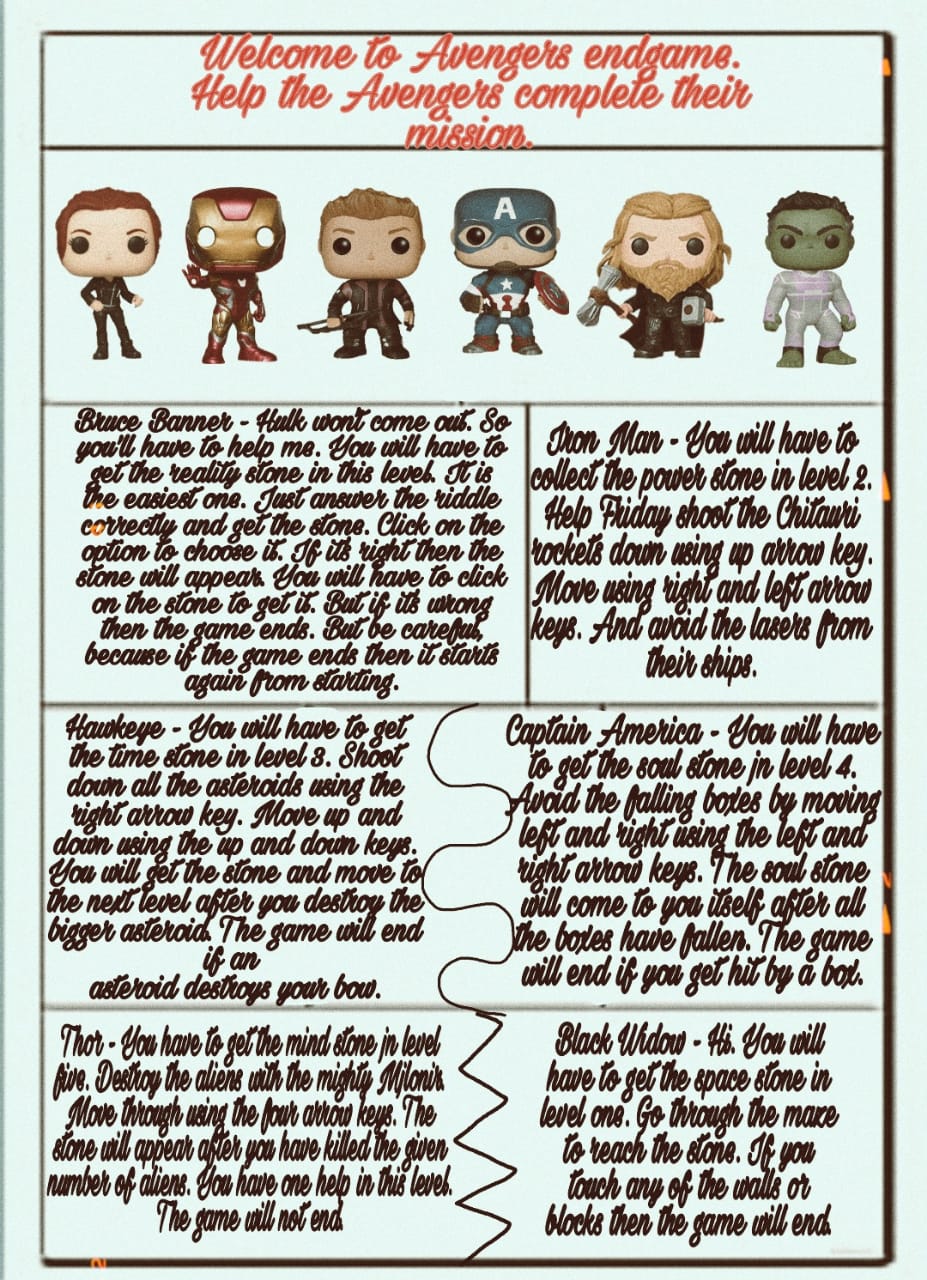 Welcome to Avengers endgame.
Help the Avengers complete their
mission.
A
Bruce Banner - Hulk won't come out. So
you'll have to help me. You will have to
get the reality stone in this level. It is
the easiest one. Just answer the riddle
correctly and get the stone. Click on the
option to choose it. If its right then the
stone will appear. You will have to click
on the stone to get it. But if its wrong
then the game ends. But be careful,
because if the game ends then it starts
again from starting.
Iron Man - You will have to
collect the power stone in level 2.
Help Friday shoot the Chitauri
rockets down using up arrow key.
Move using right and left arrow
keys. And avoid the lasers from
their ships.
Hawkeye - You will have to get
the time stone in level 3. Shoot
down all the asteroids using the
right arrow key. Move up and
down using the up and down keys.
You will get the stone and move to
the next level after you destroy the
bigger asteroid. The game will end
if an
asteroid destroys your bow.
Captain America - You will have
to get the soul stone jn level 4.
Avoid the falling boxes by moving
left and right using the left and
right arrow keys. The soul stone
will come to you itself after all
the boxes have fallen. The game
will end if you get hit by a box.
Thor - You have to get the mind stone jn level
five. Destroy the aliens with the mighty Mjlonir.
Move through using the four arrow keys. The
stone will appear after you have killed the given
number of aliens. You have one help in this level.
The game will not end.
Black Widow - Hi. You will
have to get the space stone in
level one. Go through the maze
to reach the stone. If you
touch any of the walls or
blocks then the game will end.